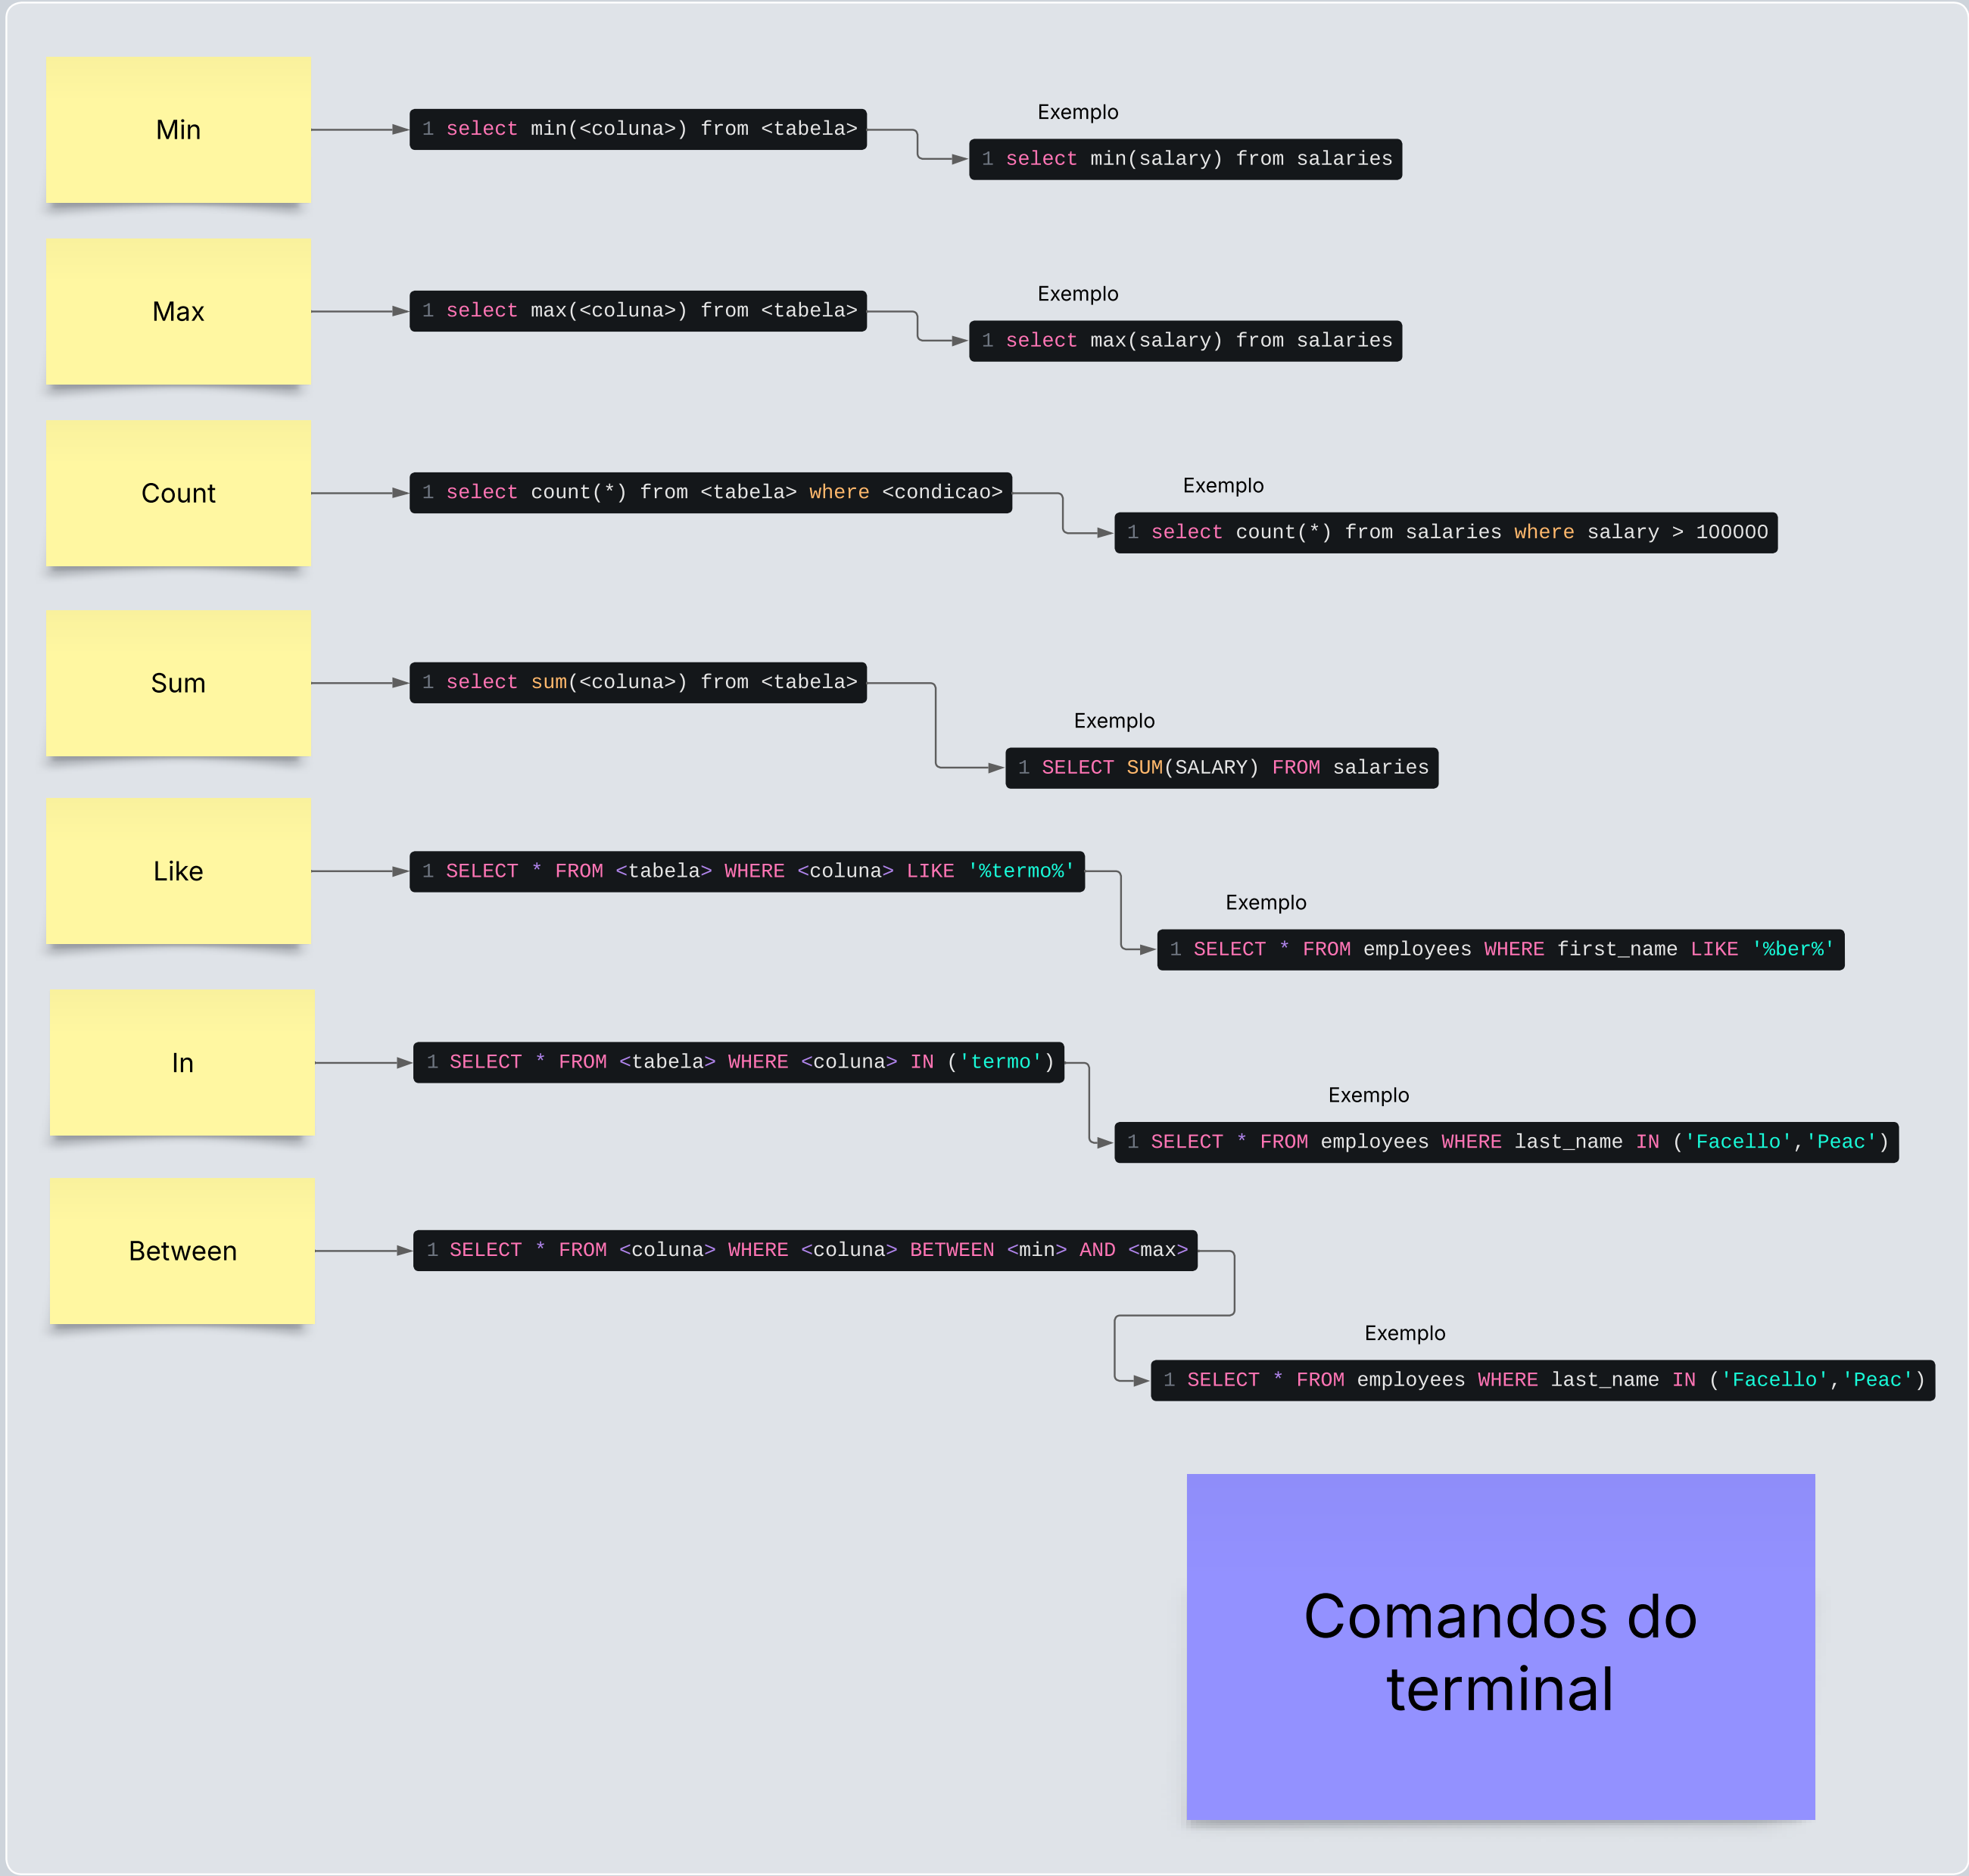 Min
1 select min(<coluna>) from <tabela>
Exemplo
1 select min(salary) from salaries
Max
1 select max(<coluna>) from <tabela>
Exemplo
1 select max(salary) from salaries
Count
1 select count(*) from <tabela> where <condicao>
Exemplo
1 select count(*) from salaries where salary > 100000
Sum
1 select sum(<coluna>) from <tabela>
Exemplo
1 SELECT SUM(SALARY) FROM salaries
Like
1 SELECT * FROM <tabela> WHERE <coluna> LIKE '%termo%'
Exemplo
1 SELECT * FROM employees WHERE first_name LIKE '%ber%'
In
1 SELECT * FROM <tabela> WHERE <coluna> IN ('termo')
Exemplo
1 SELECT * FROM employees WHERE last_name IN ('Facello','Peac')
Between
1 SELECT * FROM <coluna> WHERE <coluna> BETWEEN <min> AND <max>
Exemplo
1 SELECT * FROM employees WHERE last_name IN ('Facello','Peac')
Comandos do
terminal